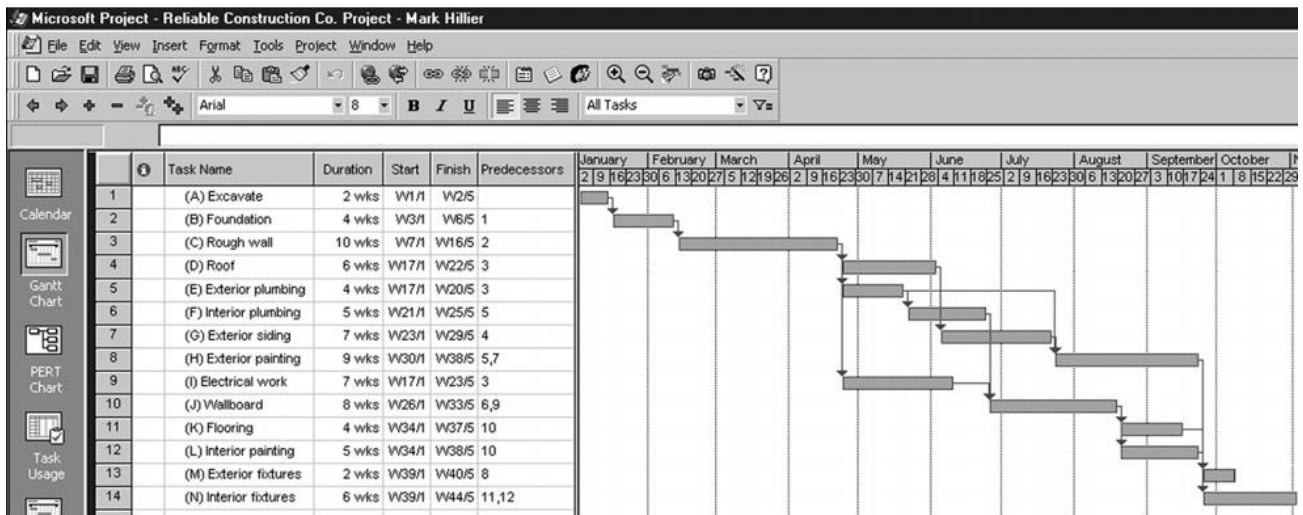 Microsoft Project - Reliable Construction Co. Project - Mark Hillier
File Edit View Insert Format Tools Project Window Help
Arial 8 B I U All Tasks
Task Name Duration Start Finish Predecessors
January February March April May June July August September October N
2 9 16 23 30 6 13 20 27 5 12 19 26 2 9 16 23 30 7 14 21 28 4 11 18 25 2 9 16 23 30 6 13 20 27 3 10 17 24 1 8 15 22 29
1 (A) Excavate 2 wks W1/1 W2/5
2 (B) Foundation 4 wks W3/1 W6/5 1
3 (C) Rough wall 10 wks W7/1 W16/5 2
4 (D) Roof 6 wks W17/1 W22/5 3
5 (E) Exterior plumbing 4 wks W17/1 W20/5 3
6 (F) Interior plumbing 5 wks W21/1 W25/5 5
7 (G) Exterior siding 7 wks W23/1 W29/5 4
8 (H) Exterior painting 9 wks W30/1 W38/5 5,7
9 (I) Electrical work 7 wks W17/1 W23/5 3
10 (J) Wallboard 8 wks W26/1 W33/5 6,9
11 (K) Flooring 4 wks W34/1 W37/5 10
12 (L) Interior painting 5 wks W34/1 W38/5 10
13 (M) Exterior fixtures 2 wks W39/1 W40/5 8
14 (N) Interior fixtures 6 wks W39/1 W44/5 11,12
Calendar
Gantt
Chart
PERT
Chart
Task
Usage